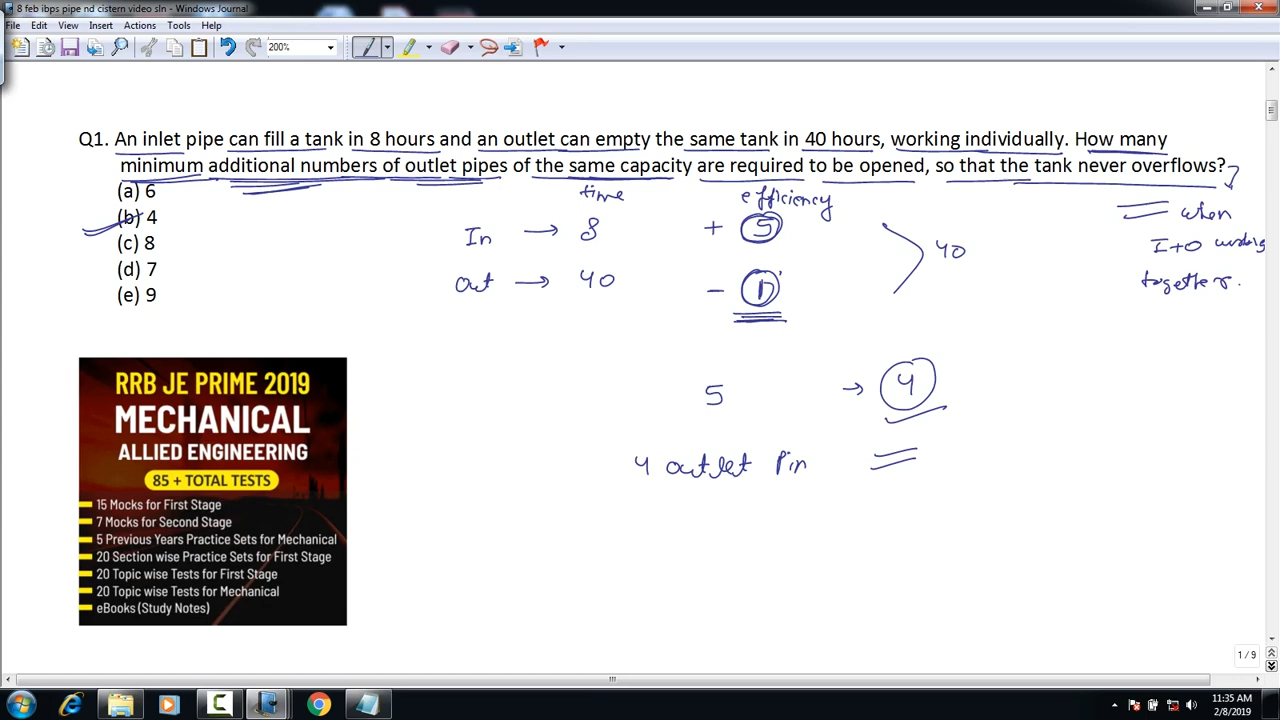 8 feb ibps pipe nd cistern video sln - Windows Journal
File Edit View Insert Actions Tools Help
200%
Q1. An inlet pipe can fill a tank in 8 hours and an outlet can empty the same tank in 40 hours, working individually. How many
minimum additional numbers of outlet pipes of the same capacity are required to be opened, so that the tank never overflows?
(a) 6
(b) 4
(c) 8
(d) 7
(e) 9
time efficiency
In → 8 + 5
out → 40 - 1
40
when
I+O working
together.
5 → 4
4 outlet Pin
RRB JE PRIME 2019
MECHANICAL
ALLIED ENGINEERING
85 + TOTAL TESTS
15 Mocks for First Stage
7 Mocks for Second Stage
5 Previous Years Practice Sets for Mechanical
20 Section wise Practice Sets for First Stage
20 Topic wise Tests for First Stage
20 Topic wise Tests for Mechanical
eBooks (Study Notes)
1 / 9
11:35 AM
2/8/2019